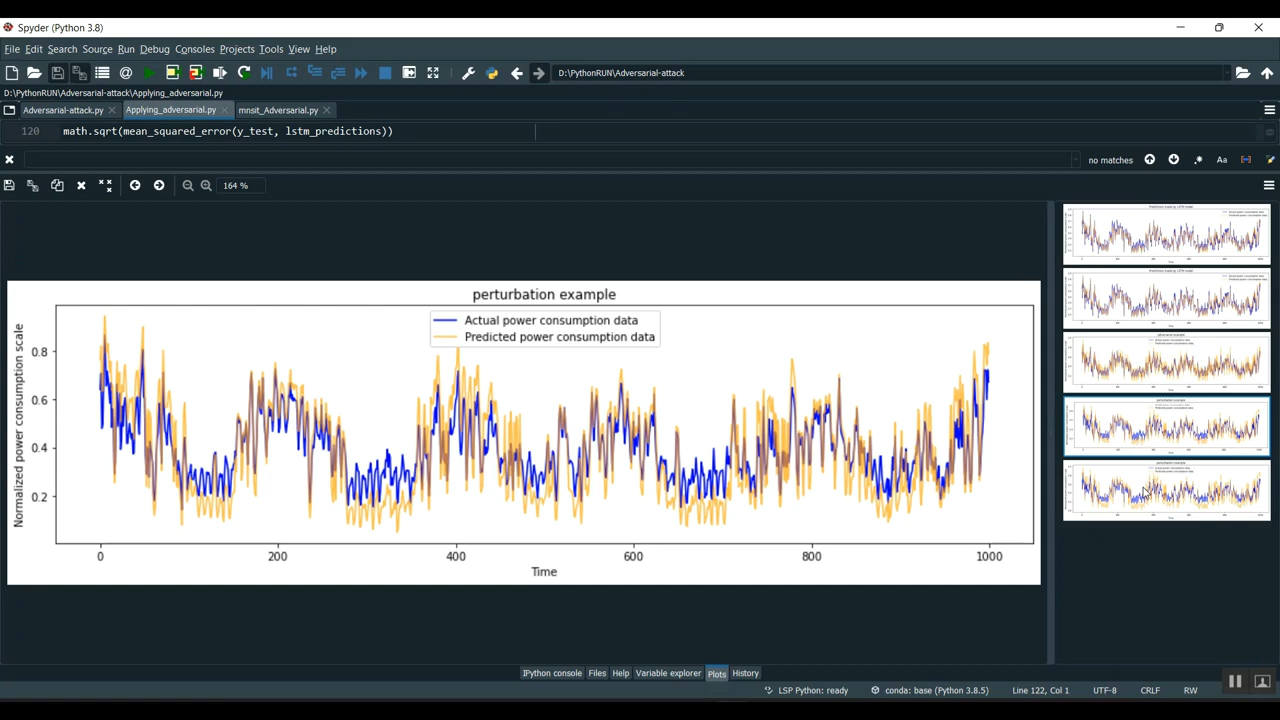 Spyder (Python 3.8)
File Edit Search Source Run Debug Consoles Projects Tools View Help
D:\PythonRUN\Adversarial-attack
D:\PythonRUN\Adversarial-attack\Applying_adversarial.py
Adversarial-attack.py Applying_adversarial.py mnsit_Adversarial.py
120 math.sqrt(mean_squared_error(y_test, lstm_predictions))
no matches Aa
164 %
perturbation example
Actual power consumption data
Predicted power consumption data
Normalized power consumption scale
0.8
0.6
0.4
0.2
0 200 400 600 800 1000
Time
IPython console Files Help Variable explorer Plots History
LSP Python: ready conda: base (Python 3.8.5) Line 122, Col 1 UTF-8 CRLF RW